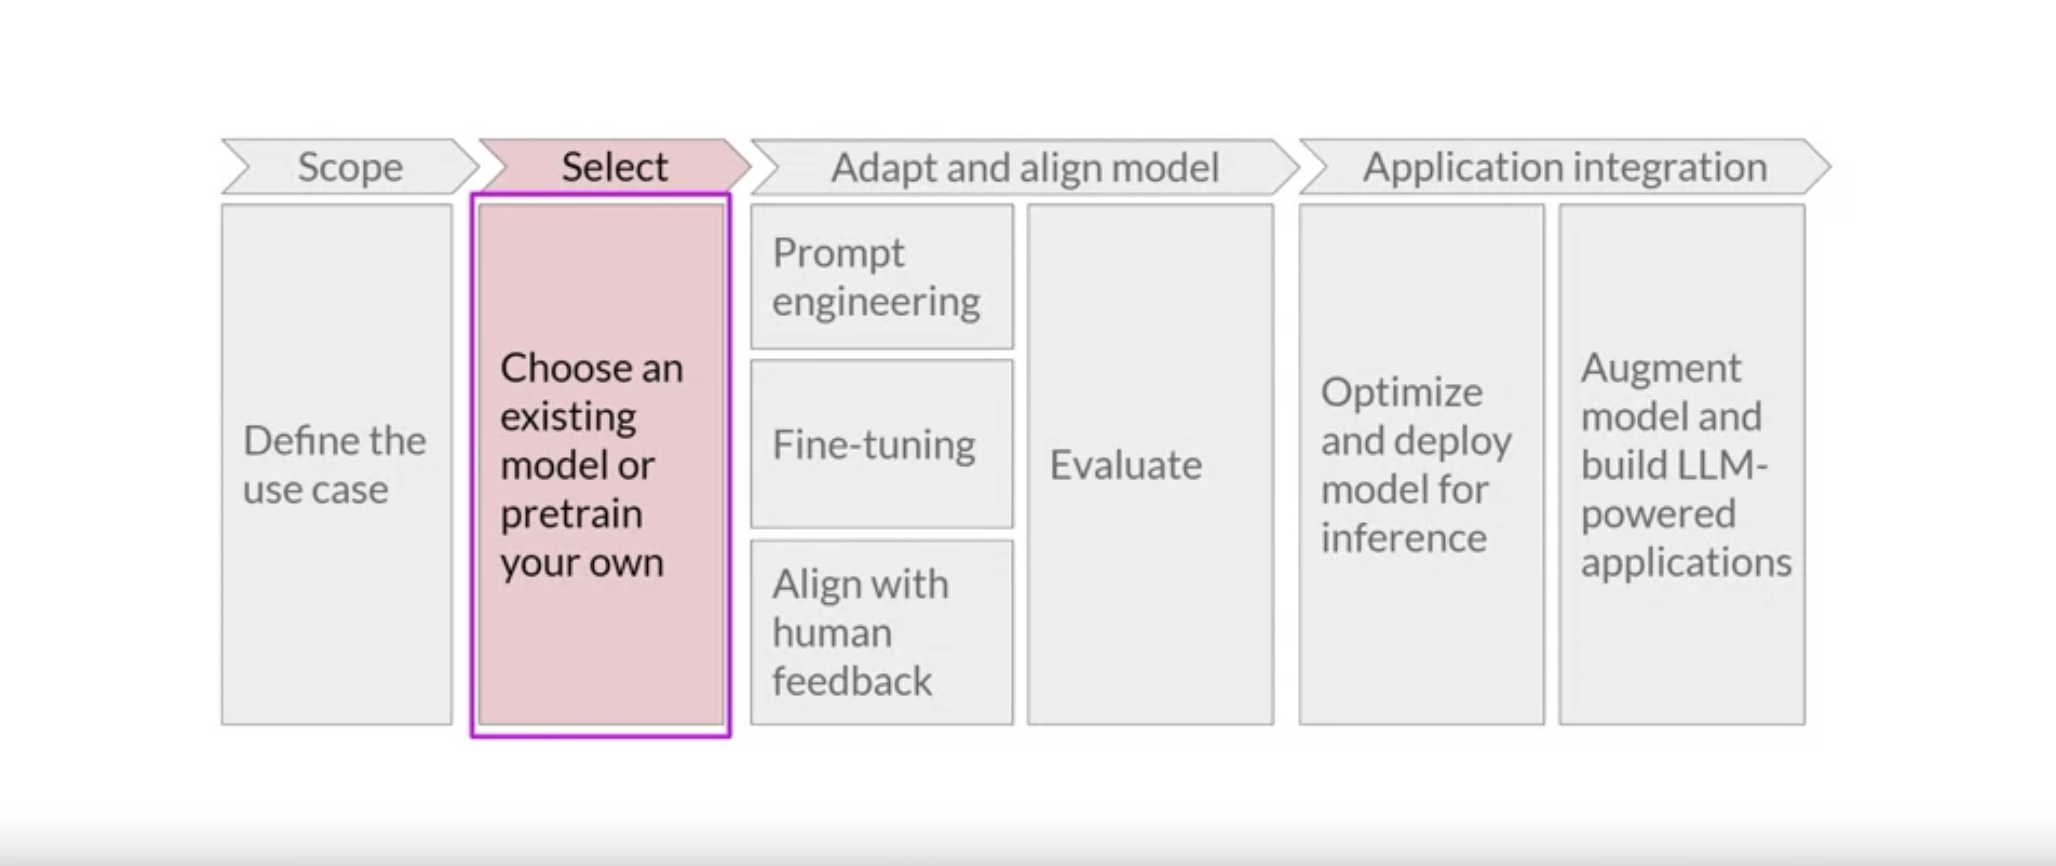 Scope
Select
Adapt and align model
Application integration
Define the
use case
Choose an
existing
model or
pretrain
your own
Prompt
engineering
Fine-tuning
Align with
human
feedback
Evaluate
Optimize
and deploy
model for
inference
Augment
model and
build LLM-
powered
applications